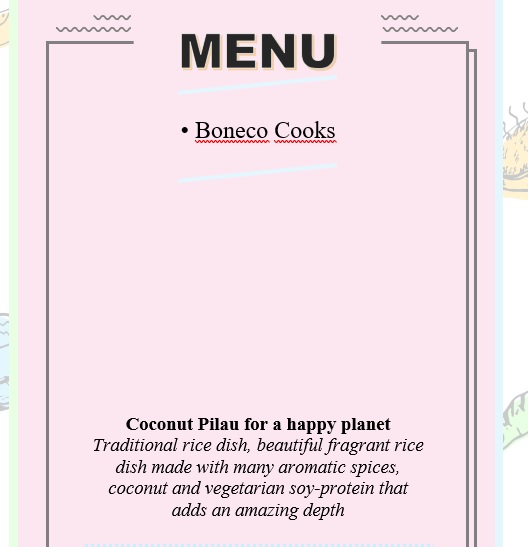 MENU
• Boneco Cooks
Coconut Pilau for a happy planet
Traditional rice dish, beautiful fragrant rice
dish made with many aromatic spices,
coconut and vegetarian soy-protein that
adds an amazing depth